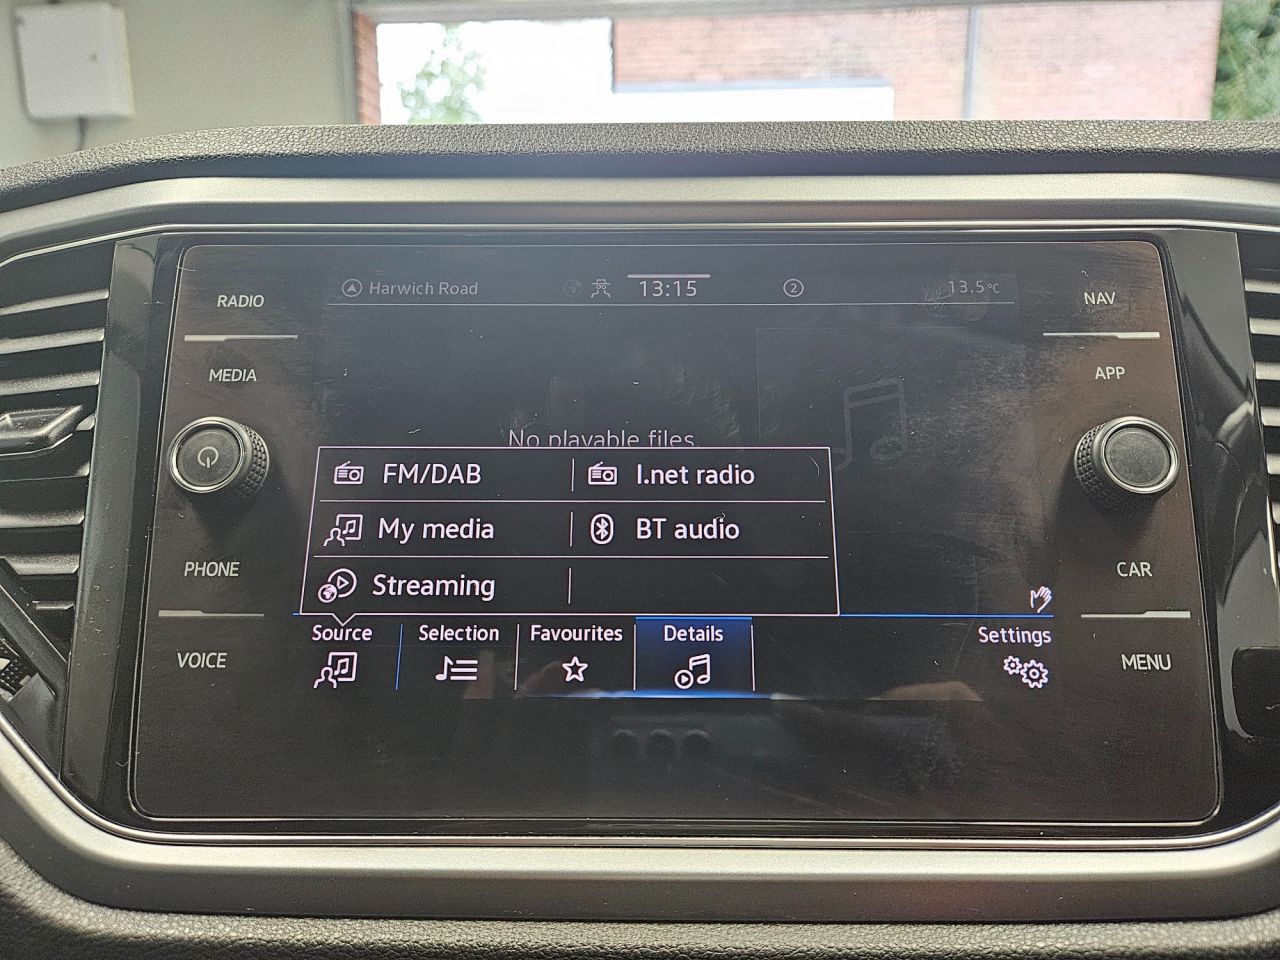 RADIO
MEDIA
PHONE
VOICE
Harwich Road
13:15
2
13.5°C
No playable files
FM/DAB
I.net radio
My media
BT audio
Streaming
Source
Selection
Favourites
Details
Settings
NAV
APP
CAR
MENU